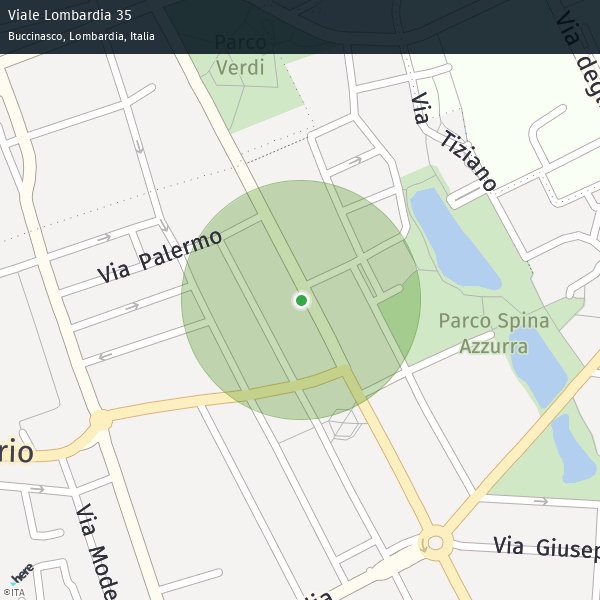 Viale Lombardia 35
Buccinasco, Lombardia, Italia
Parco
Verdi
Via degl
Via Tiziano
Via Palermo
Parco Spina
Azzurra
rio
Via Mode
Via Giusep
lia
here
©ITA